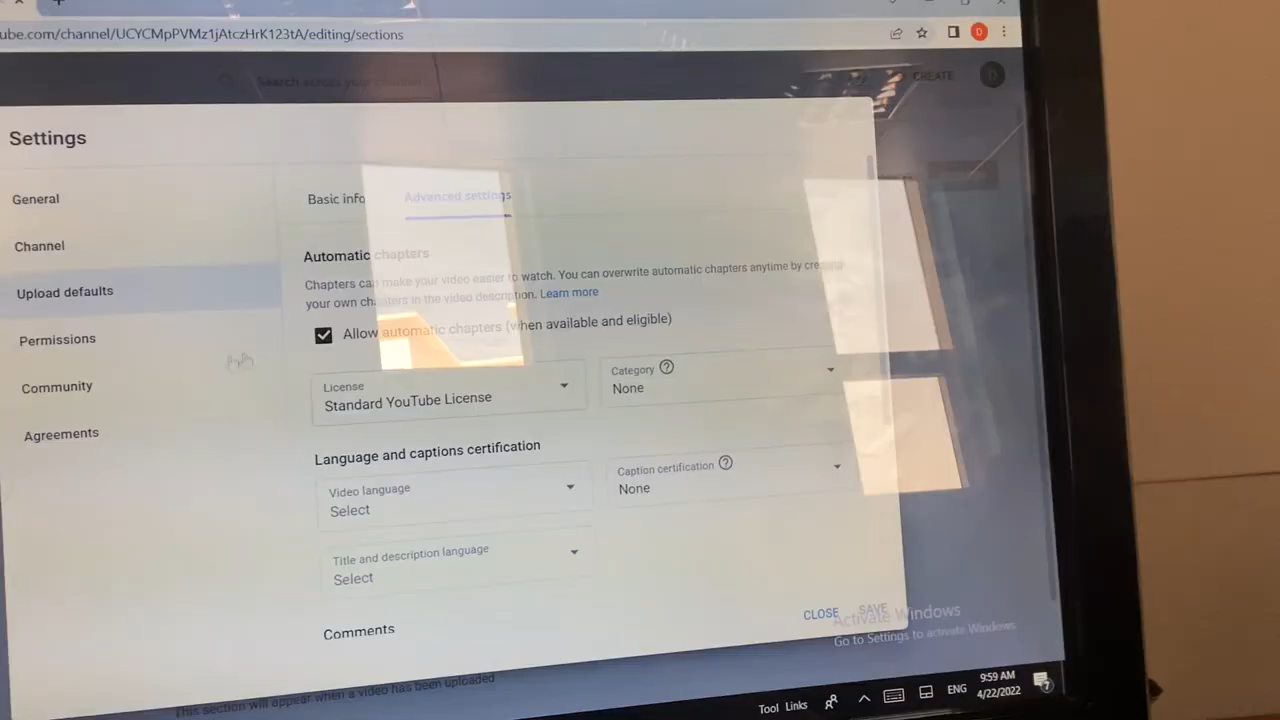 ube.com/channel/UCYCMpPVMz1jAtczHrK123tA/editing/sections
Search across your channel
CREATE
Settings
General
Channel
Upload defaults
Permissions
Community
Agreements
Basic info
Advanced settings
Automatic chapters
Chapters can make your video easier to watch. You can overwrite automatic chapters anytime by creating
your own chapters in the video description. Learn more
Allow automatic chapters (when available and eligible)
License
Standard YouTube License
Category
None
Language and captions certification
Video language
Select
Caption certification
None
Title and description language
Select
Comments
CLOSE
SAVE
Activate Windows
Go to Settings to activate Windows.
This section will appear when a video has been uploaded
Tool Links
ENG
9:59 AM
4/22/2022
7